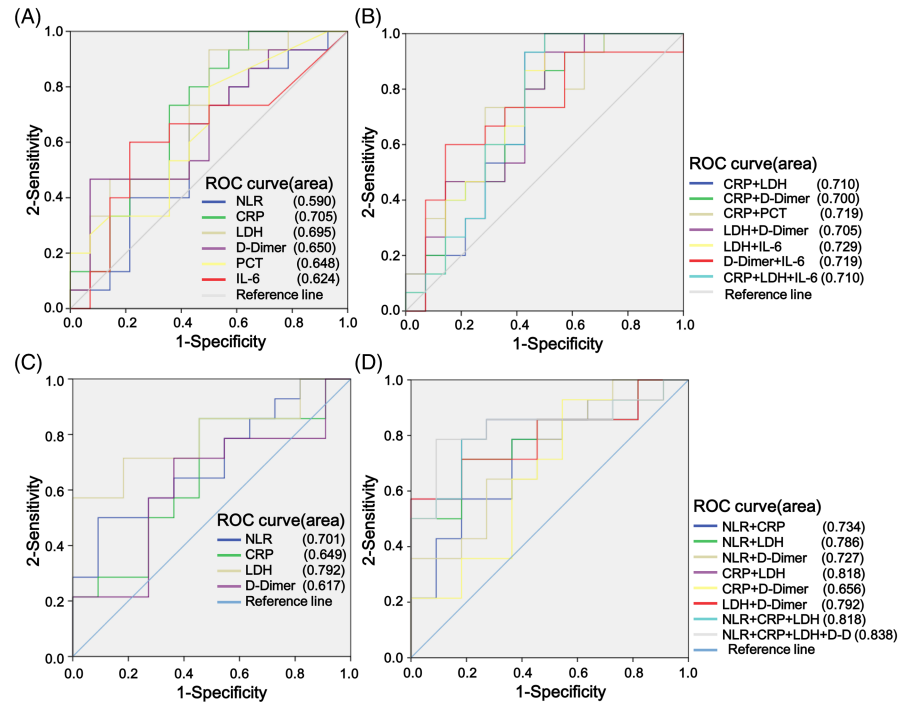 (A)
1.0
0.8
0.6
0.4
0.2
0.0
2-Sensitivity
ROC curve(area)
NLR (0.590)
CRP (0.705)
LDH (0.695)
D-Dimer (0.650)
PCT (0.648)
IL-6 (0.624)
Reference line
0.0 0.2 0.4 0.6 0.8 1.0
1-Specificity
(B)
1.0
0.8
0.6
0.4
0.2
0.0
2-Sensitivity
0.0 0.2 0.4 0.6 0.8 1.0
1-Specificity
ROC curve(area)
CRP+LDH (0.710)
CRP+D-Dimer (0.700)
CRP+PCT (0.719)
LDH+D-Dimer (0.705)
LDH+IL-6 (0.729)
D-Dimer+IL-6 (0.719)
CRP+LDH+IL-6 (0.710)
Reference line
(C)
1.0
0.8
0.6
0.4
0.2
0.0
2-Sensitivity
ROC curve(area)
NLR (0.701)
CRP (0.649)
LDH (0.792)
D-Dimer (0.617)
Reference line
0.0 0.2 0.4 0.6 0.8 1.0
1-Specificity
(D)
1.0
0.8
0.6
0.4
0.2
0.0
2-Sensitivity
0.0 0.2 0.4 0.6 0.8 1.0
1-Specificity
ROC curve(area)
NLR+CRP (0.734)
NLR+LDH (0.786)
NLR+D-Dimer (0.727)
CRP+LDH (0.818)
CRP+D-Dimer (0.656)
LDH+D-Dimer (0.792)
NLR+CRP+LDH (0.818)
NLR+CRP+LDH+D-D (0.838)
Reference line